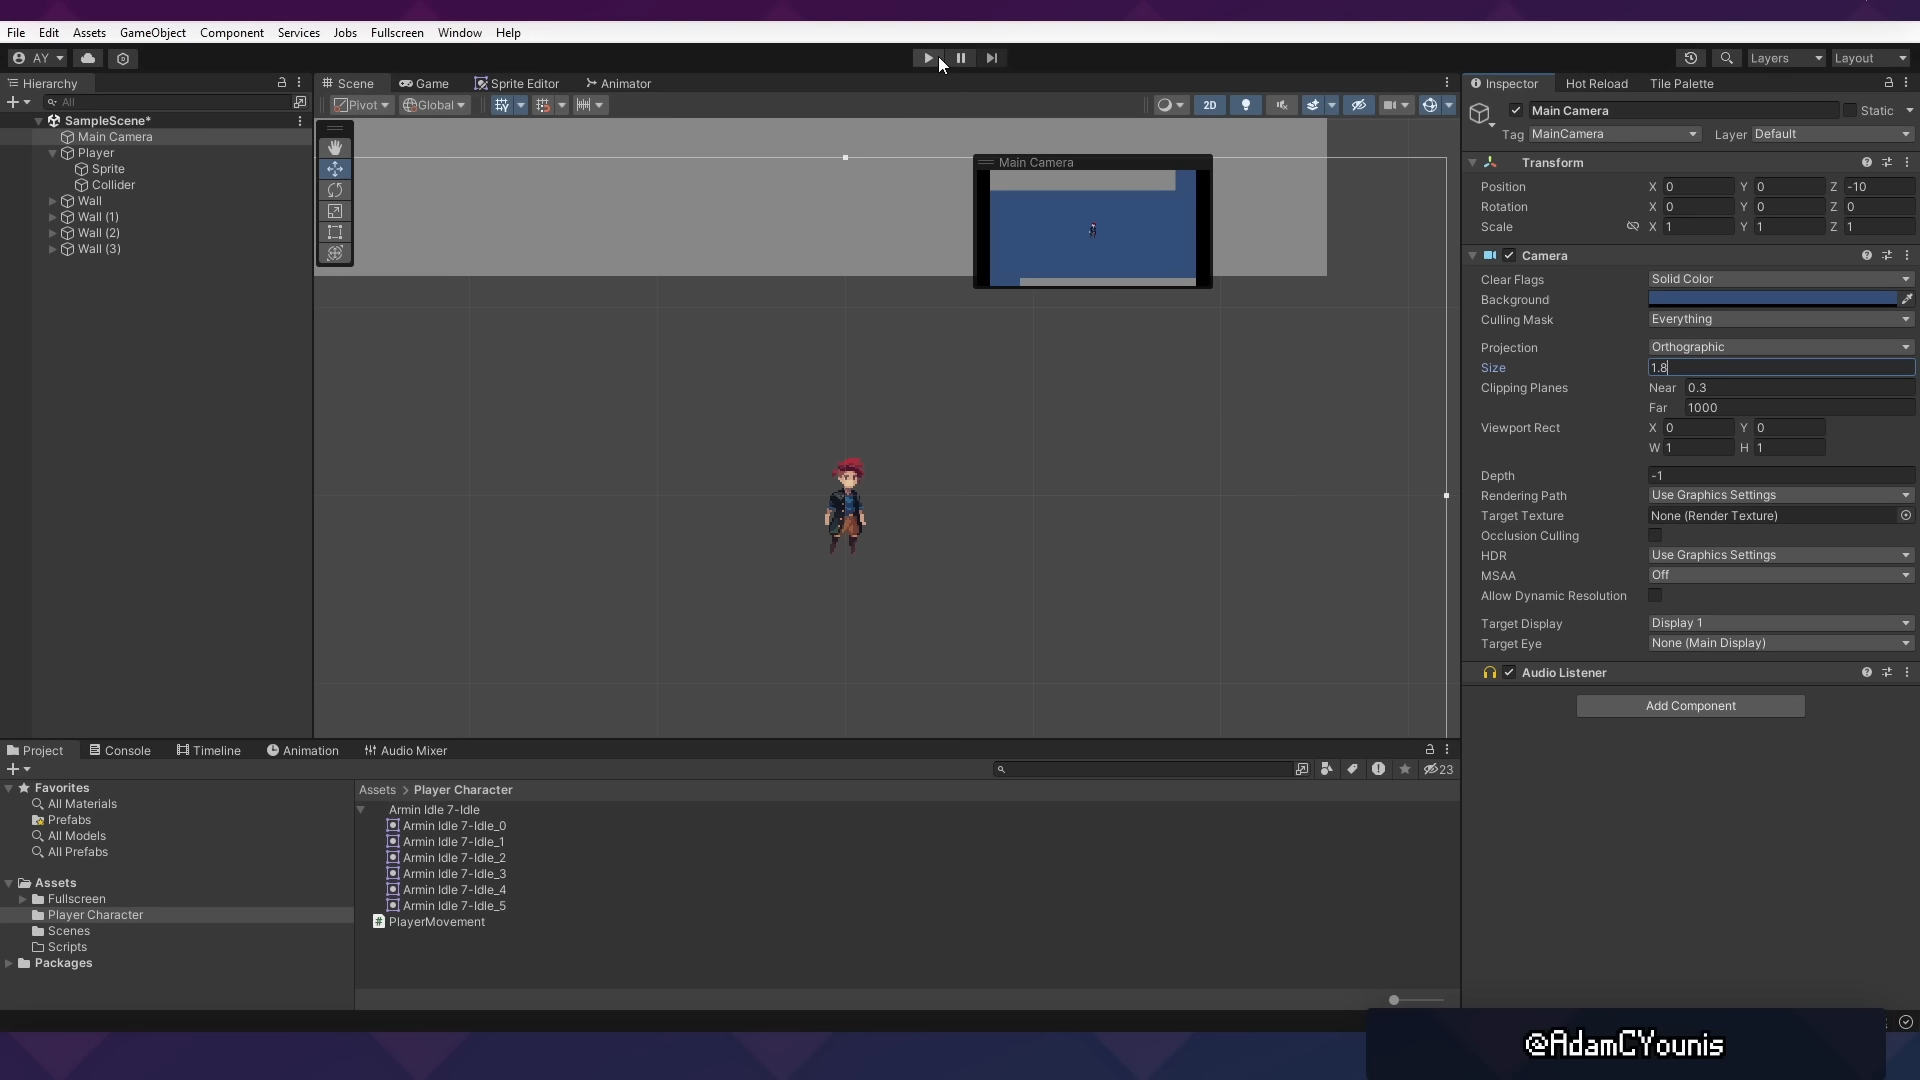 File Edit Assets GameObject Component Services Jobs Fullscreen Window Help
AY Layers Layout
Hierarchy Scene Game Sprite Editor Animator Inspector Hot Reload Tile Palette
All Pivot Global 2D
SampleScene*
Main Camera
Player
Sprite
Collider
Wall
Wall (1)
Wall (2)
Wall (3)
Main Camera
Main Camera Static
Tag MainCamera Layer Default
Transform
Position X 0 Y 0 Z -10
Rotation X 0 Y 0 Z 0
Scale X 1 Y 1 Z 1
Camera
Clear Flags Solid Color
Background
Culling Mask Everything
Projection Orthographic
Size 1.8
Clipping Planes Near 0.3
Far 1000
Viewport Rect X 0 Y 0
W 1 H 1
Depth -1
Rendering Path Use Graphics Settings
Target Texture None (Render Texture)
Occlusion Culling
HDR Use Graphics Settings
MSAA Off
Allow Dynamic Resolution
Target Display Display 1
Target Eye None (Main Display)
Audio Listener
Add Component
Project Console Timeline Animation Audio Mixer
23
Favorites
All Materials
Prefabs
All Models
All Prefabs
Assets
Fullscreen
Player Character
Scenes
Scripts
Packages
Assets > Player Character
Armin Idle 7-Idle
Armin Idle 7-Idle_0
Armin Idle 7-Idle_1
Armin Idle 7-Idle_2
Armin Idle 7-Idle_3
Armin Idle 7-Idle_4
Armin Idle 7-Idle_5
PlayerMovement
@AdamCYounis